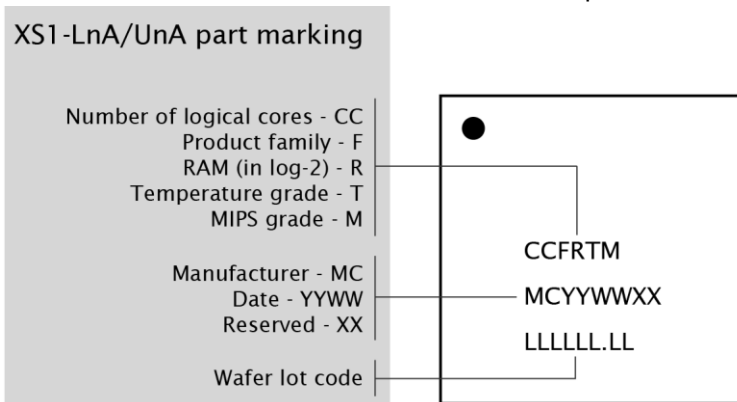 XS1-LnA/UnA part marking
Number of logical cores - CC
Product family - F
RAM (in log-2) - R
Temperature grade - T
MIPS grade - M
Manufacturer - MC
Date - YYWW
Reserved - XX
Wafer lot code
CCFRTM
MCYYWWXX
LLLLLL.LL